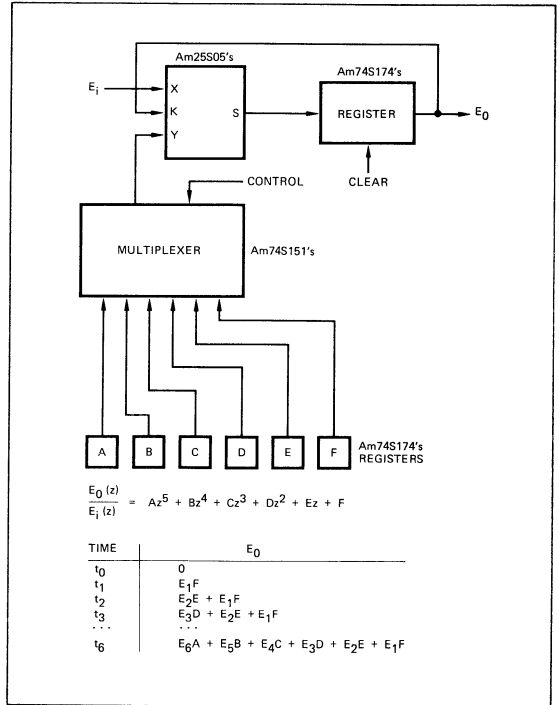 Am25S05's
Am74S174's
Ei
X
K
Y
S
REGISTER
E0
CONTROL
CLEAR
MULTIPLEXER
Am74S151's
A B C D E F
Am74S174's
REGISTERS
E0 (z)
Ei (z)
= Az5 + Bz4 + Cz3 + Dz2 + Ez + F
TIME E0
t0 0
t1 E1F
t2 E2E + E1F
t3 E3D + E2E + E1F
... ...
t6 E6A + E5B + E4C + E3D + E2E + E1F